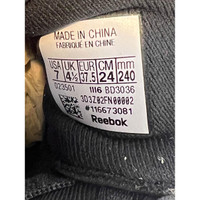 MADE IN CHINA
FABRIQUÉ EN CHINE
USA UK EUR CM mm
7 4½ 37.5 24 240
023501 1116 BD3036
3D3Z02FN00002
#116673081
Reebok